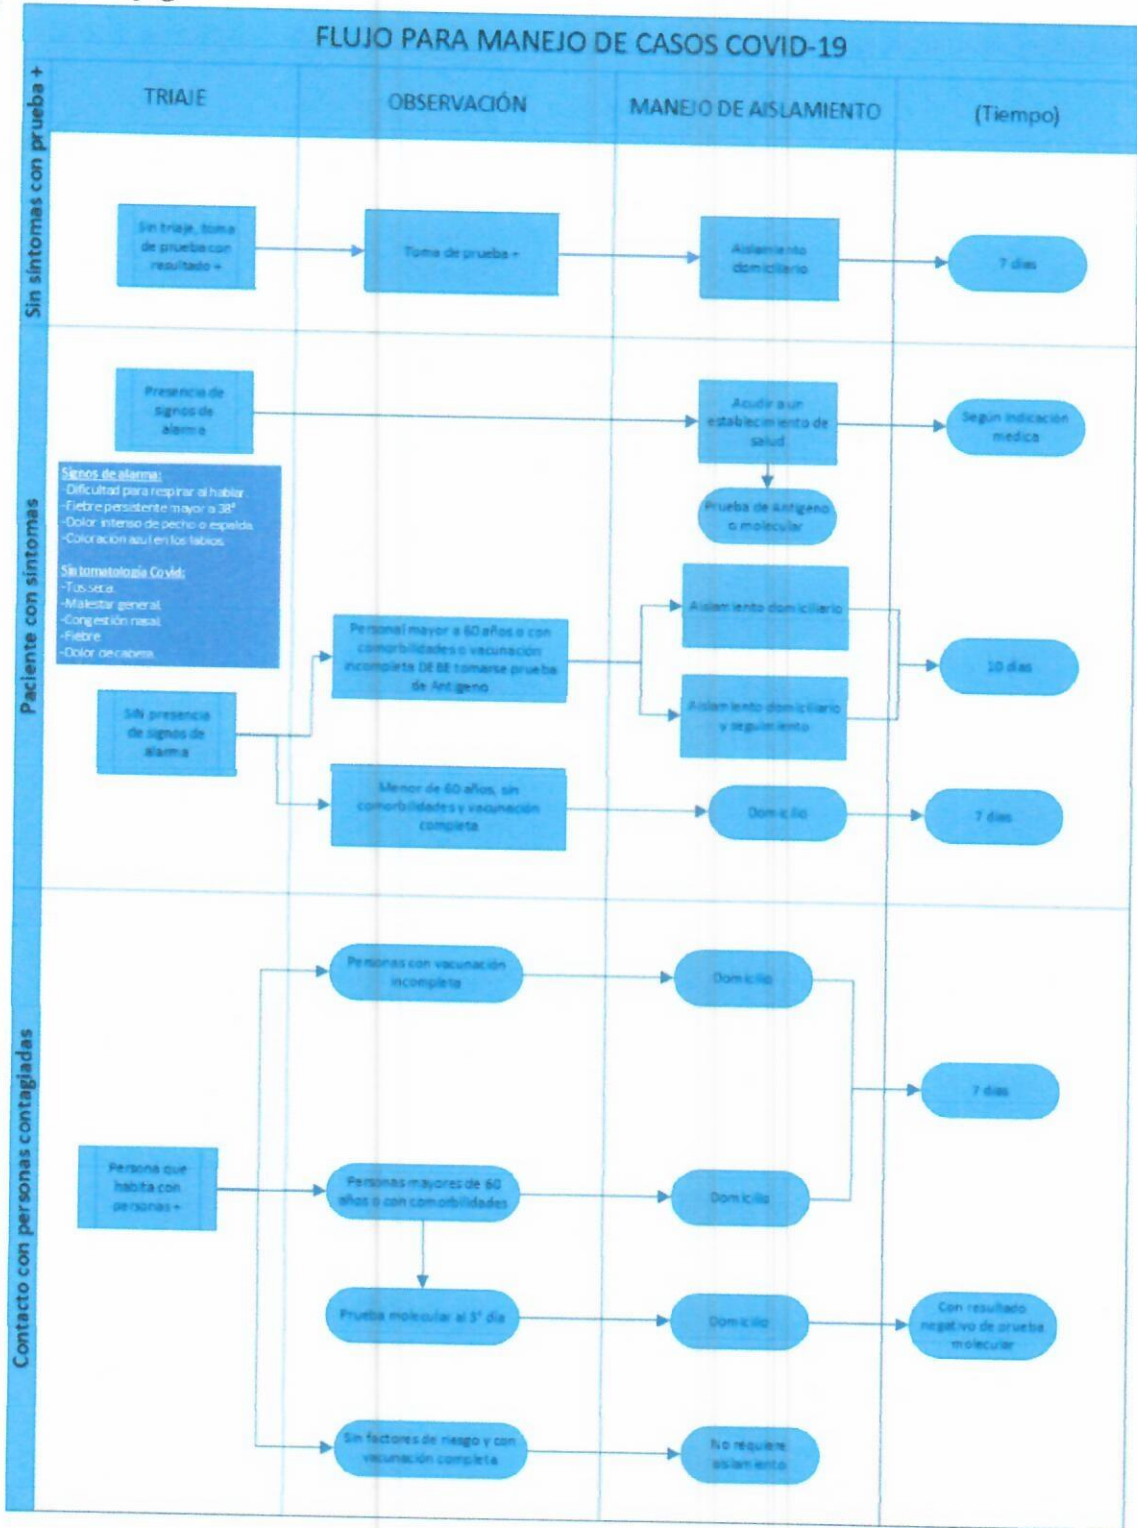 FLUJO PARA MANEJO DE CASOS COVID-19
TRIAJE
OBSERVACIÓN
MANEJO DE AISLAMIENTO
(Tiempo)
Sin síntomas con prueba +
Sin triaje, toma
de prueba con
resultado +
Toma de prueba +
Aislamiento
domiciliario
7 días
Paciente con síntomas
Presencia de
signos de
alarma
Acudir a un
establecimiento de
salud
Según indicación
medica
Prueba de Antígeno
o molecular
Signos de alarma:
-Dificultad para respirar al hablar.
-Fiebre persistente mayor a 38°
-Dolor intenso de pecho o espalda.
-Coloración azul en los labios.
Sintomatología Covid:
-Tos seca.
-Malestar general.
-Congestión nasal.
-Fiebre
-Dolor de cabeza.
SIN presencia
de signos de
alarma
Personal mayor a 60 años o con
comorbilidades o vacunación
incompleta DEBE tomarse prueba
de Antígeno
Aislamiento domiciliario
Aislamiento domiciliario
y seguimiento
10 días
Menor de 60 años, sin
comorbilidades y vacunación
completa
Domicilio
7 días
Contacto con personas contagiadas
Persona que
habita con
personas +
Personas con vacunación
incompleta
Domicilio
7 días
Personas mayores de 60
años o con comorbilidades
Domicilio
Prueba molecular al día
Domicilio
Con resultado
negativo de prueba
molecular
Sin factores de riesgo y con
vacunación completa
No requiere
aislamiento